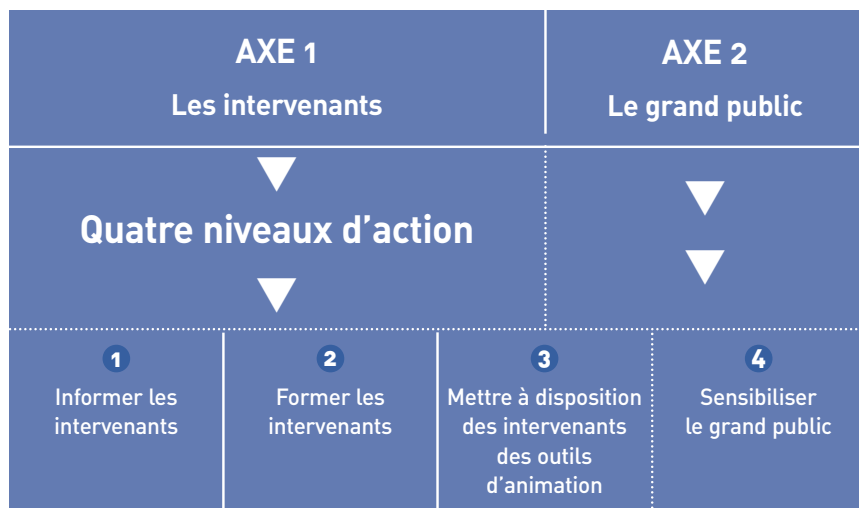 AXE 1
Les intervenants
AXE 2
Le grand public
Quatre niveaux d’action
1
Informer les
intervenants
2
Former les
intervenants
3
Mettre à disposition
des intervenants
des outils
d’animation
4
Sensibiliser
le grand public